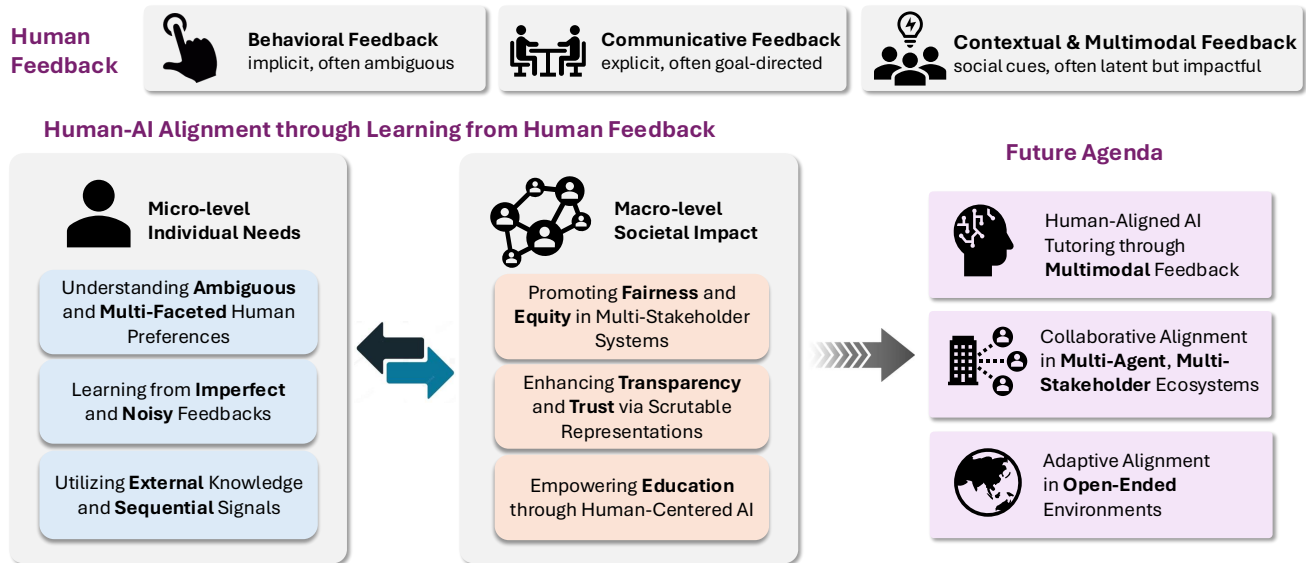 Human
Feedback
Behavioral Feedback
implicit, often ambiguous
Communicative Feedback
explicit, often goal-directed
Contextual & Multimodal Feedback
social cues, often latent but impactful
Human-AI Alignment through Learning from Human Feedback
Micro-level
Individual Needs
Understanding Ambiguous
and Multi-Faceted Human
Preferences
Learning from Imperfect
and Noisy Feedbacks
Utilizing External Knowledge
and Sequential Signals
Macro-level
Societal Impact
Promoting Fairness and
Equity in Multi-Stakeholder
Systems
Enhancing Transparency
and Trust via Scrutable
Representations
Empowering Education
through Human-Centered AI
Future Agenda
Human-Aligned AI
Tutoring through
Multimodal Feedback
Collaborative Alignment
in Multi-Agent, Multi-
Stakeholder Ecosystems
Adaptive Alignment
in Open-Ended
Environments